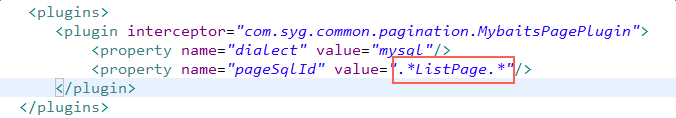 <plugins>
<plugin interceptor="com.syg.common.pagination.MybaitsPagePlugin">
<property name="dialect" value="mysql"/>
<property name="pageSqlId" value=".*ListPage.*"/>
</plugin>
</plugins>